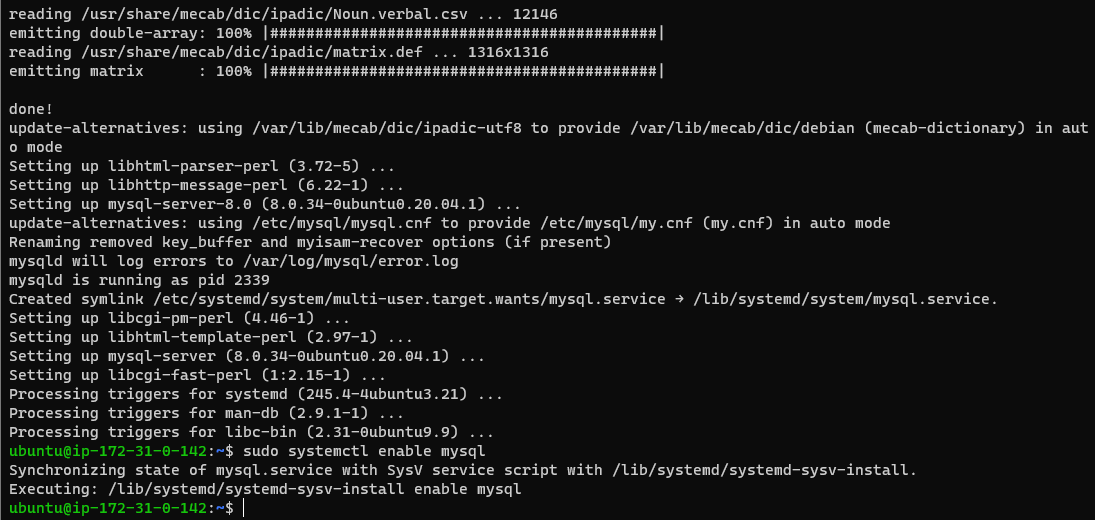 reading /usr/share/mecab/dic/ipadic/Noun.verbal.csv ... 12146
emitting double-array: 100% |###########################################|
reading /usr/share/mecab/dic/ipadic/matrix.def ... 1316x1316
emitting matrix      : 100% |###########################################|

done!
update-alternatives: using /var/lib/mecab/dic/ipadic-utf8 to provide /var/lib/mecab/dic/debian (mecab-dictionary) in aut
o mode
Setting up libhtml-parser-perl (3.72-5) ...
Setting up libhttp-message-perl (6.22-1) ...
Setting up mysql-server-8.0 (8.0.34-0ubuntu0.20.04.1) ...
update-alternatives: using /etc/mysql/mysql.cnf to provide /etc/mysql/my.cnf (my.cnf) in auto mode
Renaming removed key_buffer and myisam-recover options (if present)
mysqld will log errors to /var/log/mysql/error.log
mysqld is running as pid 2339
Created symlink /etc/systemd/system/multi-user.target.wants/mysql.service → /lib/systemd/system/mysql.service.
Setting up libcgi-pm-perl (4.46-1) ...
Setting up libhtml-template-perl (2.97-1) ...
Setting up mysql-server (8.0.34-0ubuntu0.20.04.1) ...
Setting up libcgi-fast-perl (1:2.15-1) ...
Processing triggers for systemd (245.4-4ubuntu3.21) ...
Processing triggers for man-db (2.9.1-1) ...
Processing triggers for libc-bin (2.31-0ubuntu9.9) ...
ubuntu@ip-172-31-0-142:~$ sudo systemctl enable mysql
Synchronizing state of mysql.service with SysV service script with /lib/systemd/systemd-sysv-install.
Executing: /lib/systemd/systemd-sysv-install enable mysql
ubuntu@ip-172-31-0-142:~$